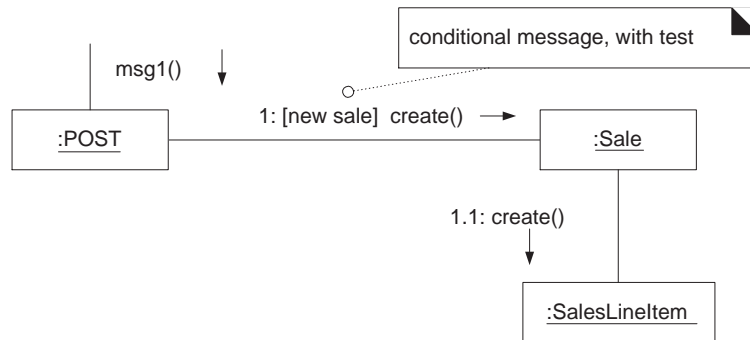 conditional message, with test
msg1()
1: [new sale] create()
:POST
:Sale
1.1: create()
:SalesLineItem